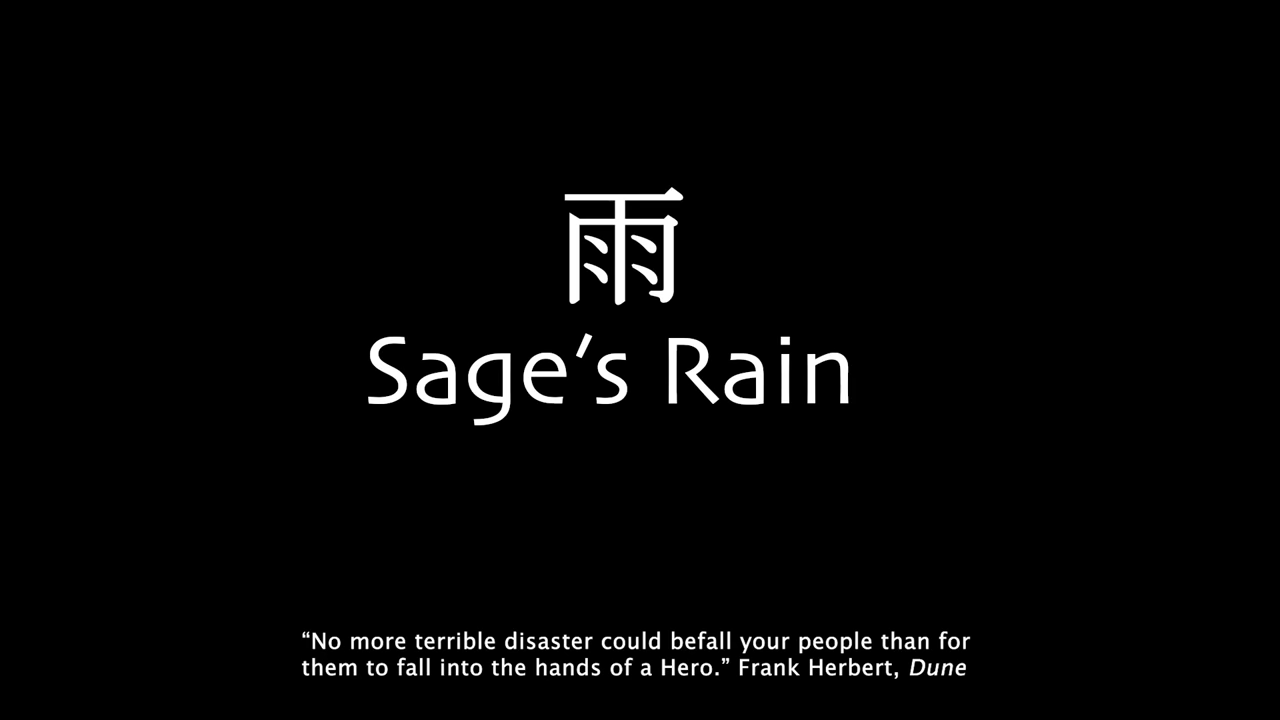 雨
Sage’s Rain
“No more terrible disaster could befall your people than for
them to fall into the hands of a Hero.” Frank Herbert, Dune